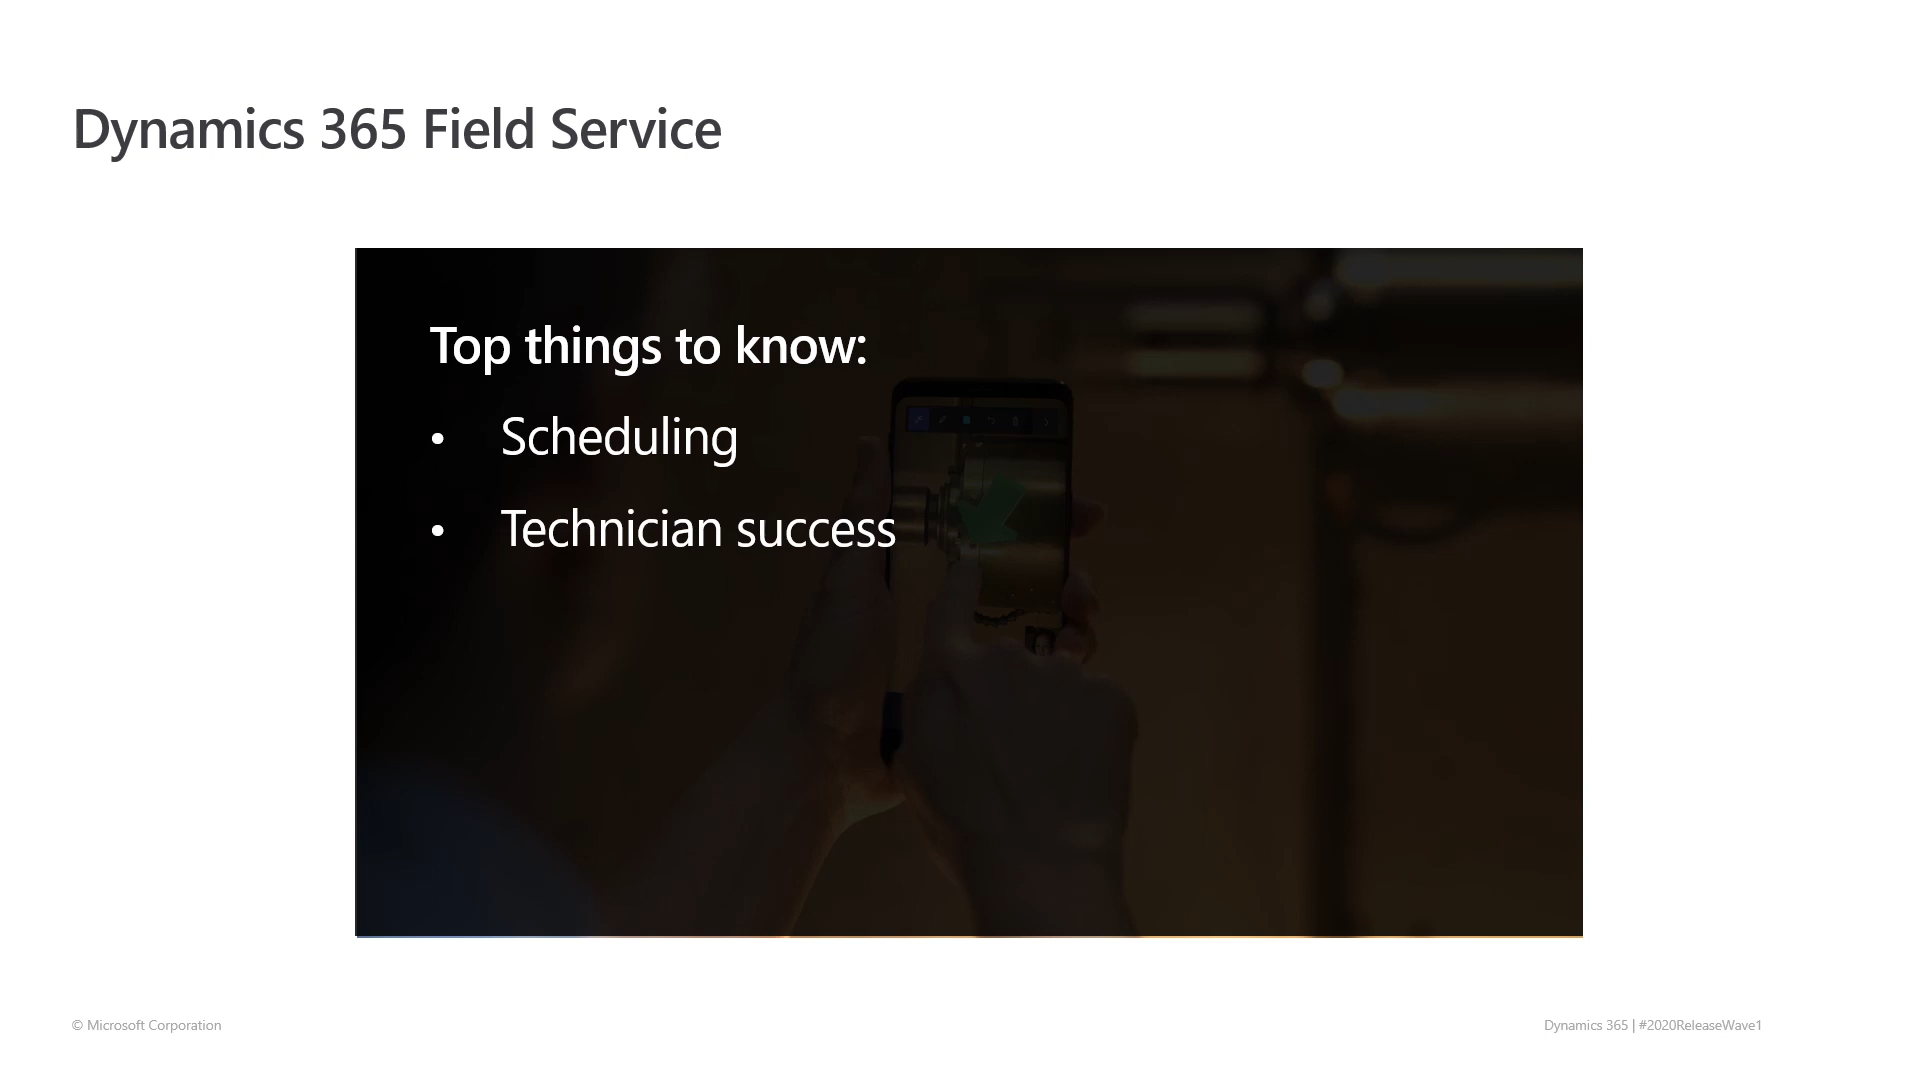 Dynamics 365 Field Service
Top things to know:
• Scheduling
• Technician success
© Microsoft Corporation
Dynamics 365 | #2020ReleaseWave1